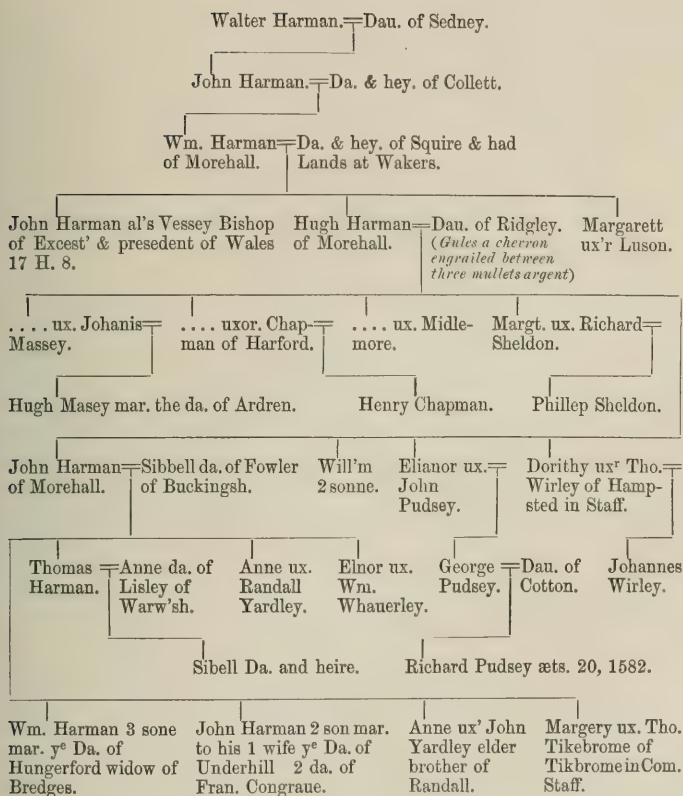 Walter Harman.=Dau. of Sedney.
John Harman.=Da. & hey. of Collett.
Wm. Harman=Da. & hey. of Squire & had
of Morehall. Lands at Wakers.
John Harman al's Vessey Bishop
of Excest' & presedent of Wales
17 H. 8.
Hugh Harman=Dau. of Ridgley.
of Morehall. (Gules a cherron
engrailed between
three mullets argent)
Margarett
ux'r Luson.
.... ux. Johanis=
Massey.
.... uxor. Chap-=
man of Harford.
.... ux. Midle-
more.
Margt. ux. Richard=
Sheldon.
Hugh Masey mar. the da. of Ardren.
Henry Chapman.
Phillep Sheldon.
John Harman=Sibbell da. of Fowler
of Morehall. of Buckingsh.
Will'm
2 sonne.
Elianor ux.=
John
Pudsey.
Dorithy uxr Tho.=
Wirley of Hamp-
sted in Staff.
Thomas=Anne da. of
Harman. Lisley of
Warw'sh.
Anne ux.
Randall
Yardley.
Elnor ux.
Wm.
Whauerley.
George=Dau. of
Pudsey. Cotton.
Johannes
Wirley.
Sibell Da. and heire.
Richard Pudsey æts. 20, 1582.
Wm. Harman 3 sone
mar. ye Da. of
Hungerford widow of
Bredges.
John Harman 2 son mar.
to his 1 wife ye Da. of
Underhill 2 da. of
Fran. Congraue.
Anne ux' John
Yardley elder
brother of
Randall.
Margery ux. Tho.
Tikebrome of
Tikbrome in Com.
Staff.